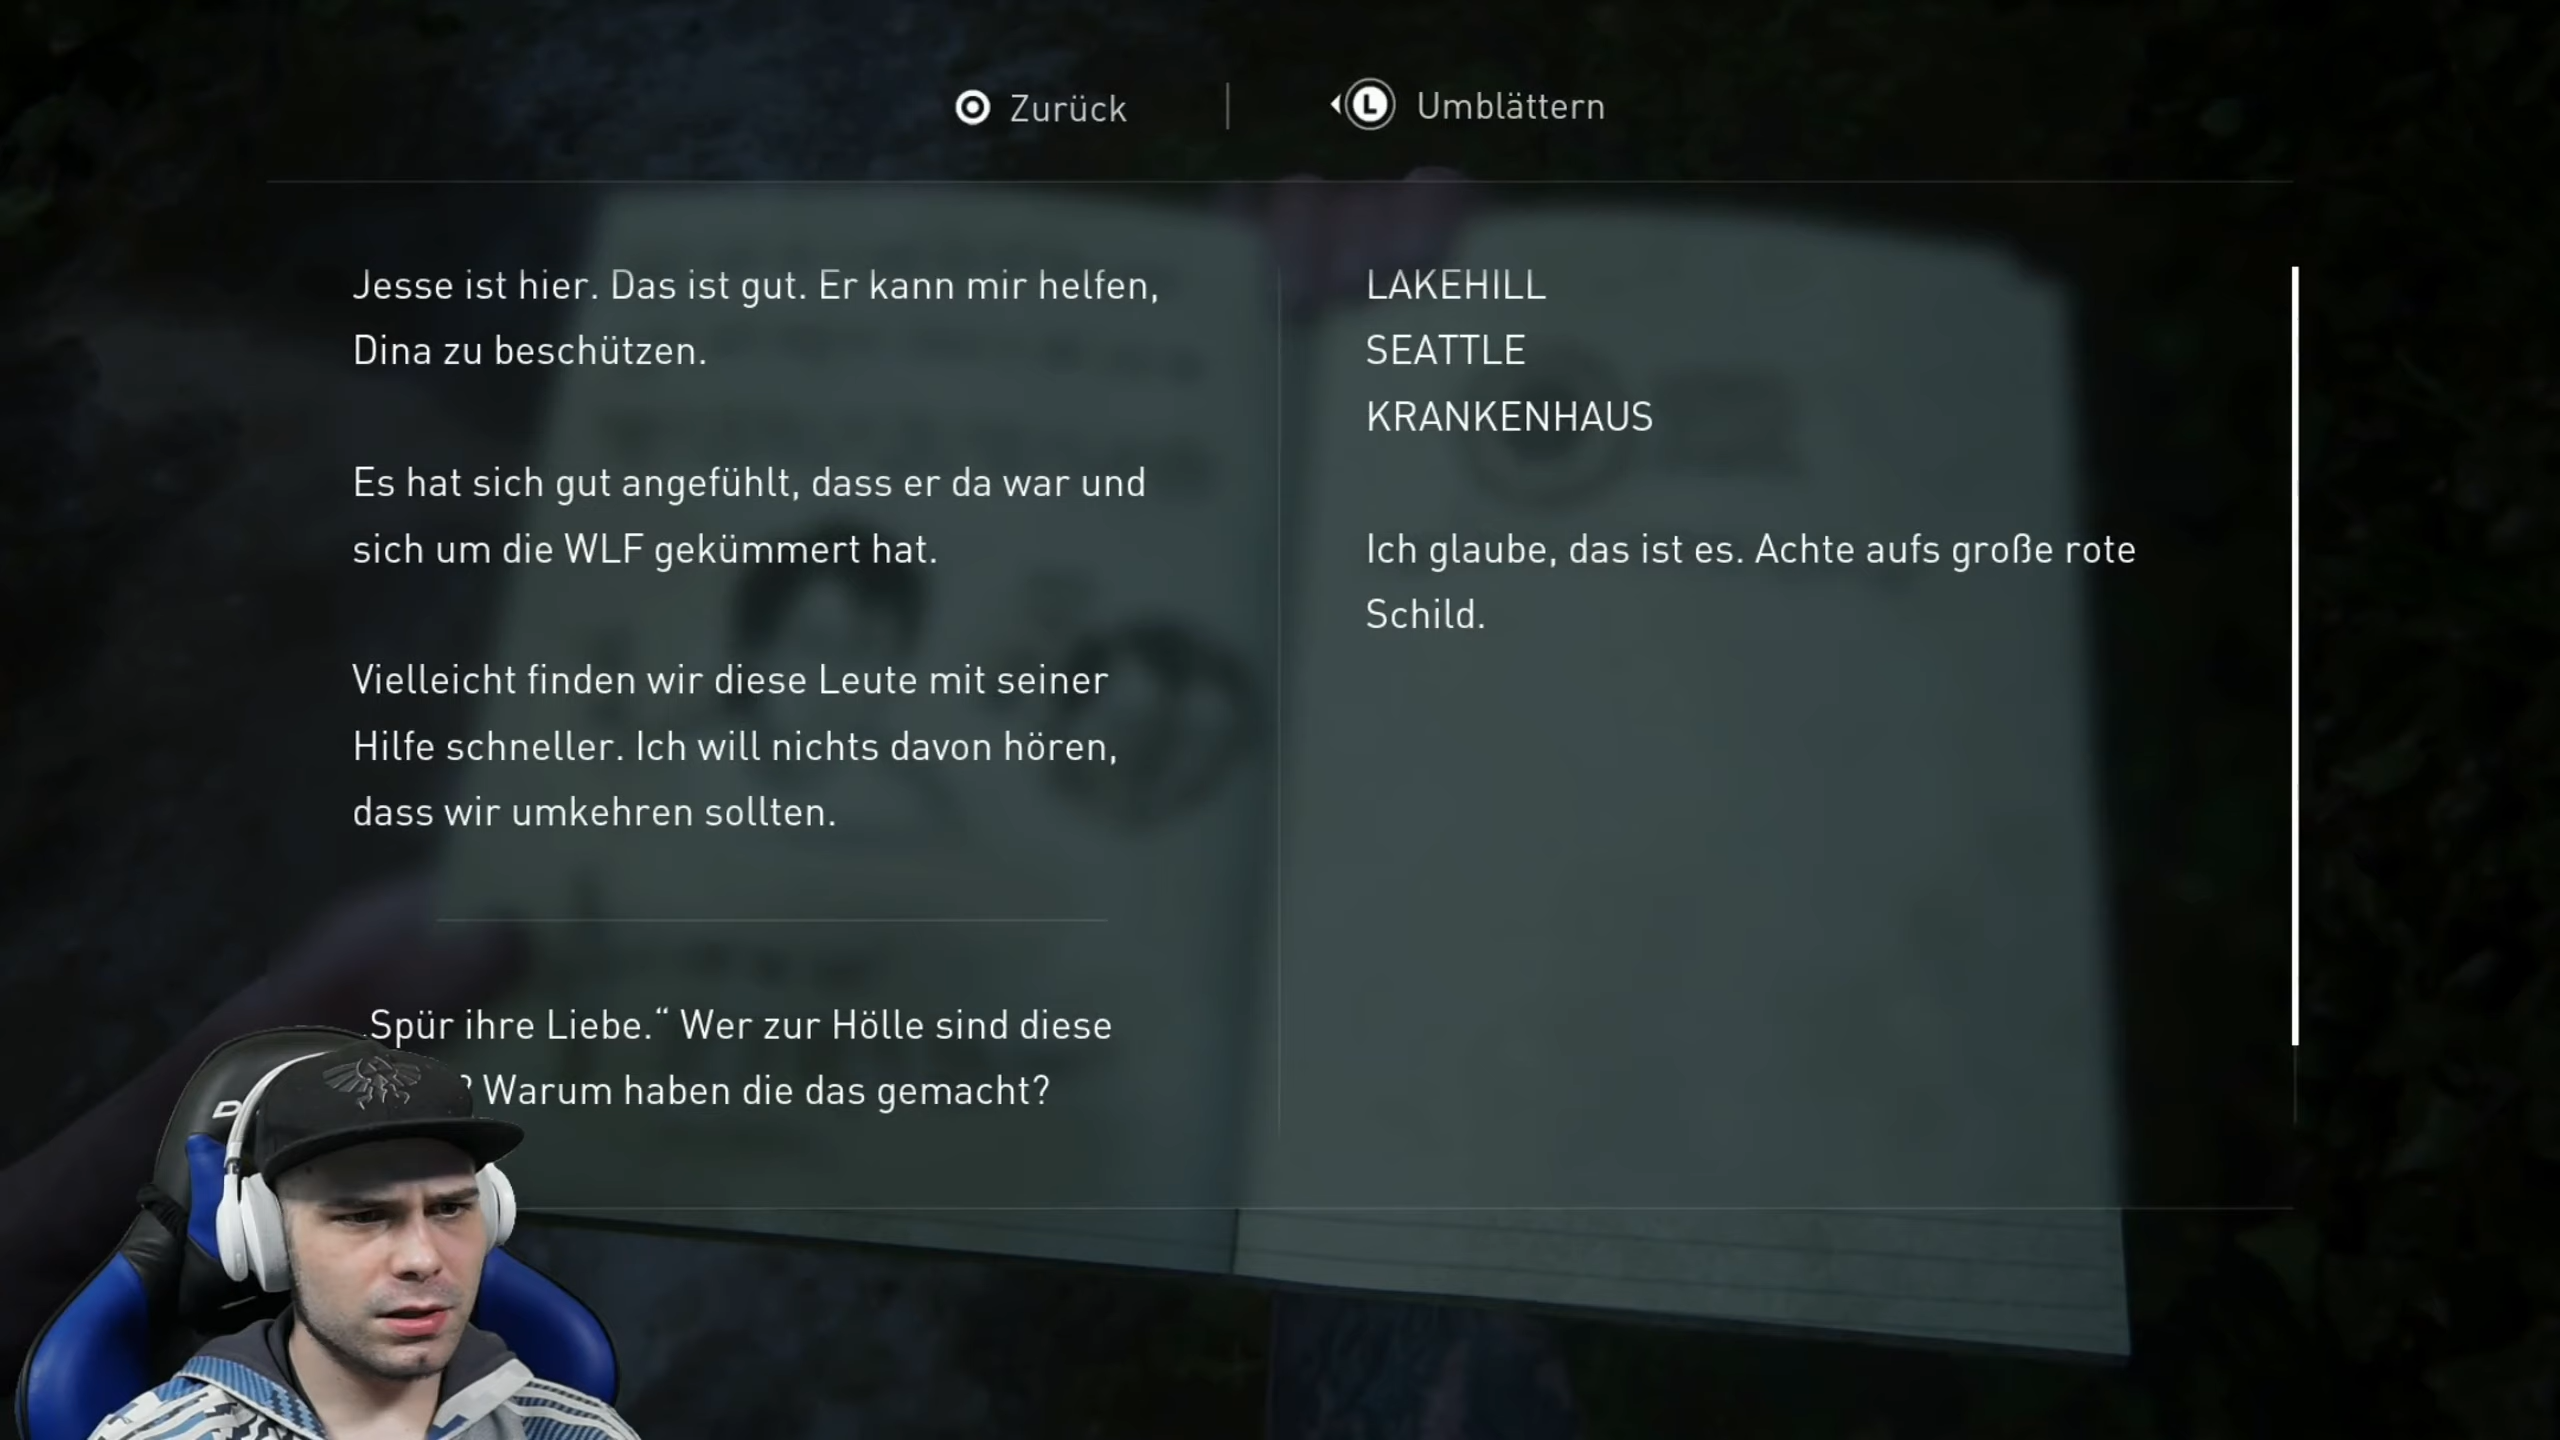 Zurück
L Umblättern
Jesse ist hier. Das ist gut. Er kann mir helfen,
Dina zu beschützen.
Es hat sich gut angefühlt, dass er da war und
sich um die WLF gekümmert hat.
Vielleicht finden wir diese Leute mit seiner
Hilfe schneller. Ich will nichts davon hören,
dass wir umkehren sollten.
„Spür ihre Liebe.“ Wer zur Hölle sind diese
? Warum haben die das gemacht?
LAKEHILL
SEATTLE
KRANKENHAUS
Ich glaube, das ist es. Achte aufs große rote
Schild.